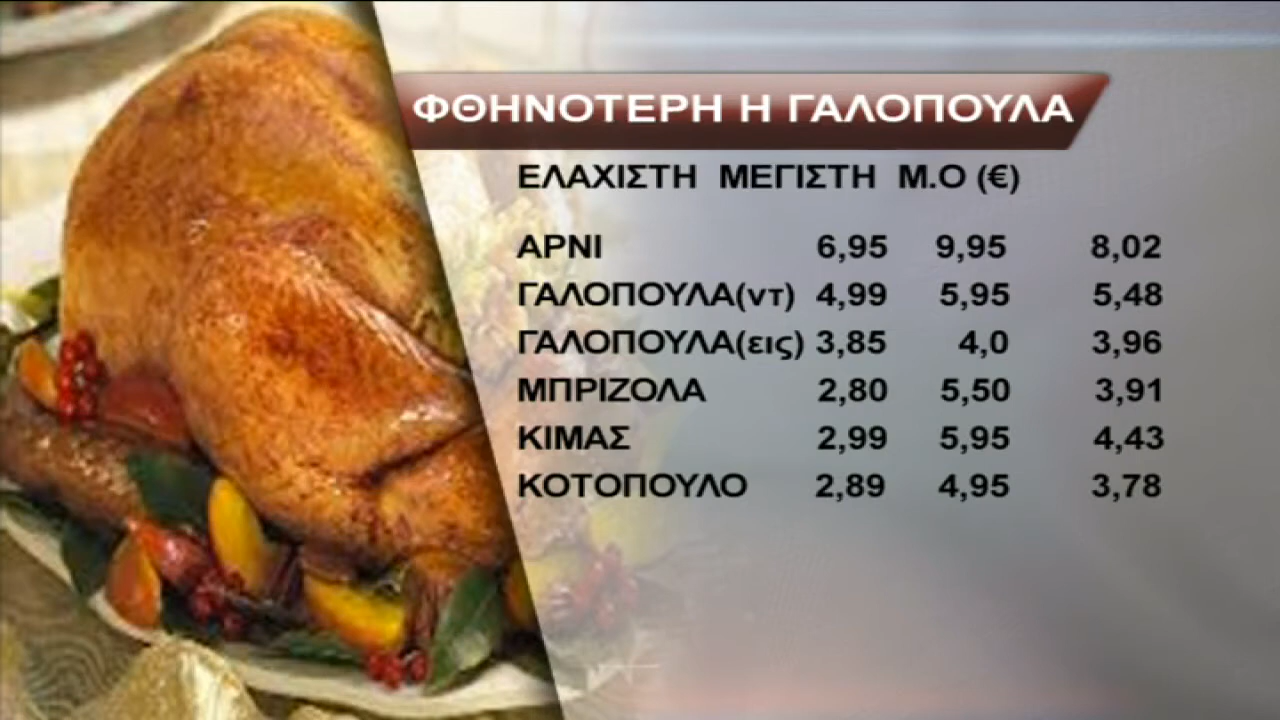 ΦΘΗΝΟΤΕΡΗ Η ΓΑΛΟΠΟΥΛΑ
ΕΛΑΧΙΣΤΗ ΜΕΓΙΣΤΗ Μ.Ο (€)
ΑΡΝΙ 6,95 9,95 8,02
ΓΑΛΟΠΟΥΛΑ(ντ) 4,99 5,95 5,48
ΓΑΛΟΠΟΥΛΑ(εις) 3,85 4,0 3,96
ΜΠΡΙΖΟΛΑ 2,80 5,50 3,91
ΚΙΜΑΣ 2,99 5,95 4,43
ΚΟΤΟΠΟΥΛΟ 2,89 4,95 3,78